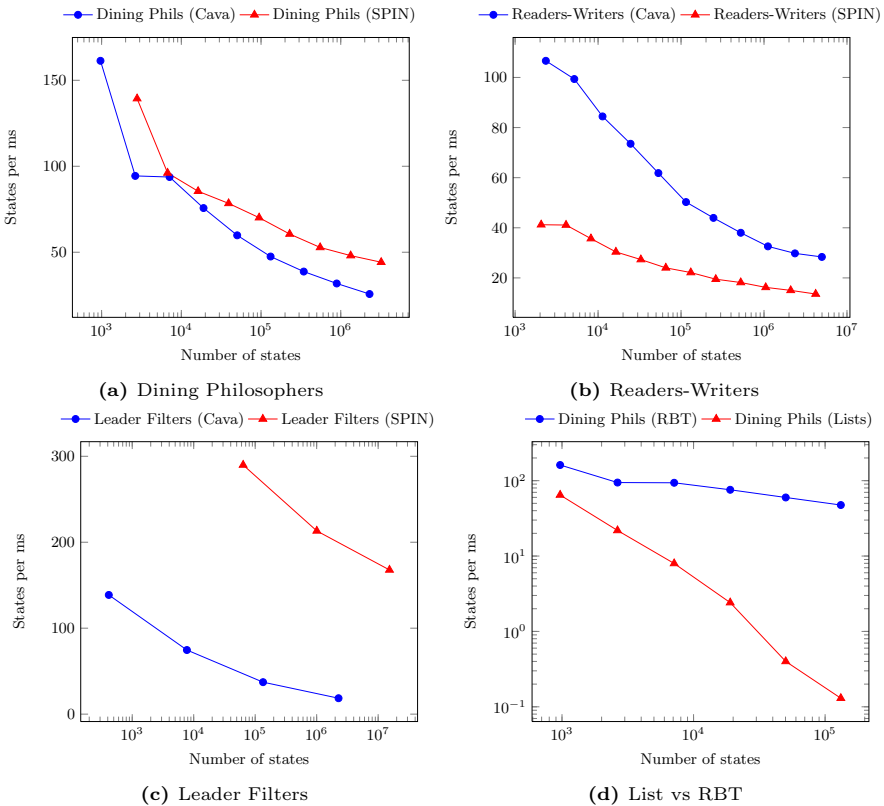 Dining Phils (Cava) Dining Phils (SPIN)
150
100
50
10^3 10^4 10^5 10^6
States per ms
Number of states
(a) Dining Philosophers
Readers-Writers (Cava) Readers-Writers (SPIN)
100
80
60
40
20
10^3 10^4 10^5 10^6 10^7
States per ms
Number of states
(b) Readers-Writers
Leader Filters (Cava) Leader Filters (SPIN)
300
200
100
0
10^3 10^4 10^5 10^6 10^7
States per ms
Number of states
(c) Leader Filters
Dining Phils (RBT) Dining Phils (Lists)
10^2
10^1
10^0
10^−1
10^3 10^4 10^5
States per ms
Number of states
(d) List vs RBT